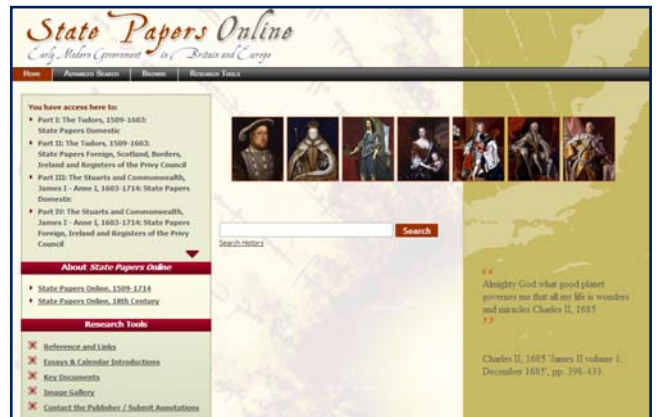 State Papers Online
Early Modern Government in Britain and Europe
Home Advanced Search Browse Research Tools
You have access here to:
Part I: The Tudors, 1509-1603:
State Papers Domestic
Part II: The Tudors, 1509-1603:
State Papers Foreign, Scotland, Borders,
Ireland and Registers of the Privy Council
Part III: The Stuarts and Commonwealth,
James I - Anne I, 1603-1714: State Papers
Domestic
Part IV: The Stuarts and Commonwealth,
James I - Anne I, 1603-1714: State Papers
Foreign, Ireland and Registers of the Privy
Council
About State Papers Online
State Papers Online, 1509-1714
State Papers Online, 18th Century
Research Tools
Reference and Links
Essays & Calendar Introductions
Key Documents
Image Gallery
Contact the Publisher / Submit Annotations
Search
Search History
“
Almighty God what good planet
governes me that all my life is wonders
and miracles Charles II, 1685
”
Charles II, 1685 'James II volume 1:
December 1685', pp. 398-433.